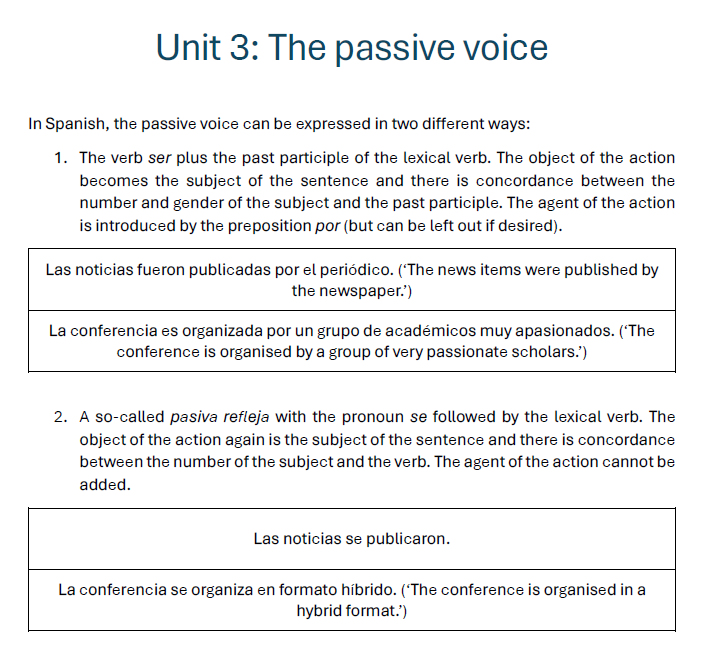 Unit 3: The passive voice
In Spanish, the passive voice can be expressed in two different ways:
1. The verb ser plus the past participle of the lexical verb. The object of the action
becomes the subject of the sentence and there is concordance between the
number and gender of the subject and the past participle. The agent of the action
is introduced by the preposition por (but can be left out if desired).
Las noticias fueron publicadas por el periódico. (‘The news items were published by
the newspaper.’)
La conferencia es organizada por un grupo de académicos muy apasionados. (‘The
conference is organised by a group of very passionate scholars.’)
2. A so-called pasiva refleja with the pronoun se followed by the lexical verb. The
object of the action again is the subject of the sentence and there is concordance
between the number of the subject and the verb. The agent of the action cannot be
added.
Las noticias se publicaron.
La conferencia se organiza en formato híbrido. (‘The conference is organised in a
hybrid format.’)